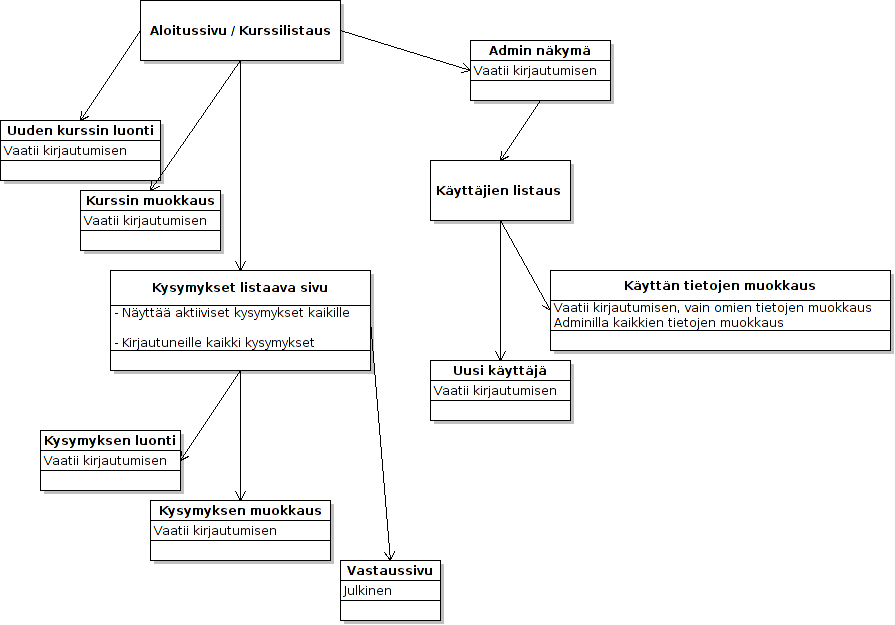 Aloitussivu / Kurssilistaus
Admin näkymä
Vaatii kirjautumisen
Uuden kurssin luonti
Vaatii kirjautumisen
Kurssin muokkaus
Vaatii kirjautumisen
Käyttäjien listaus
Kysymykset listaava sivu
- Näyttää aktiiviset kysymykset kaikille
- Kirjautuneille kaikki kysymykset
Käyttän tietojen muokkaus
Vaatii kirjautumisen, vain omien tietojen muokkaus
Adminilla kaikkien tietojen muokkaus
Uusi käyttäjä
Vaatii kirjautumisen
Kysymyksen luonti
Vaatii kirjautumisen
Kysymyksen muokkaus
Vaatii kirjautumisen
Vastaussivu
Julkinen